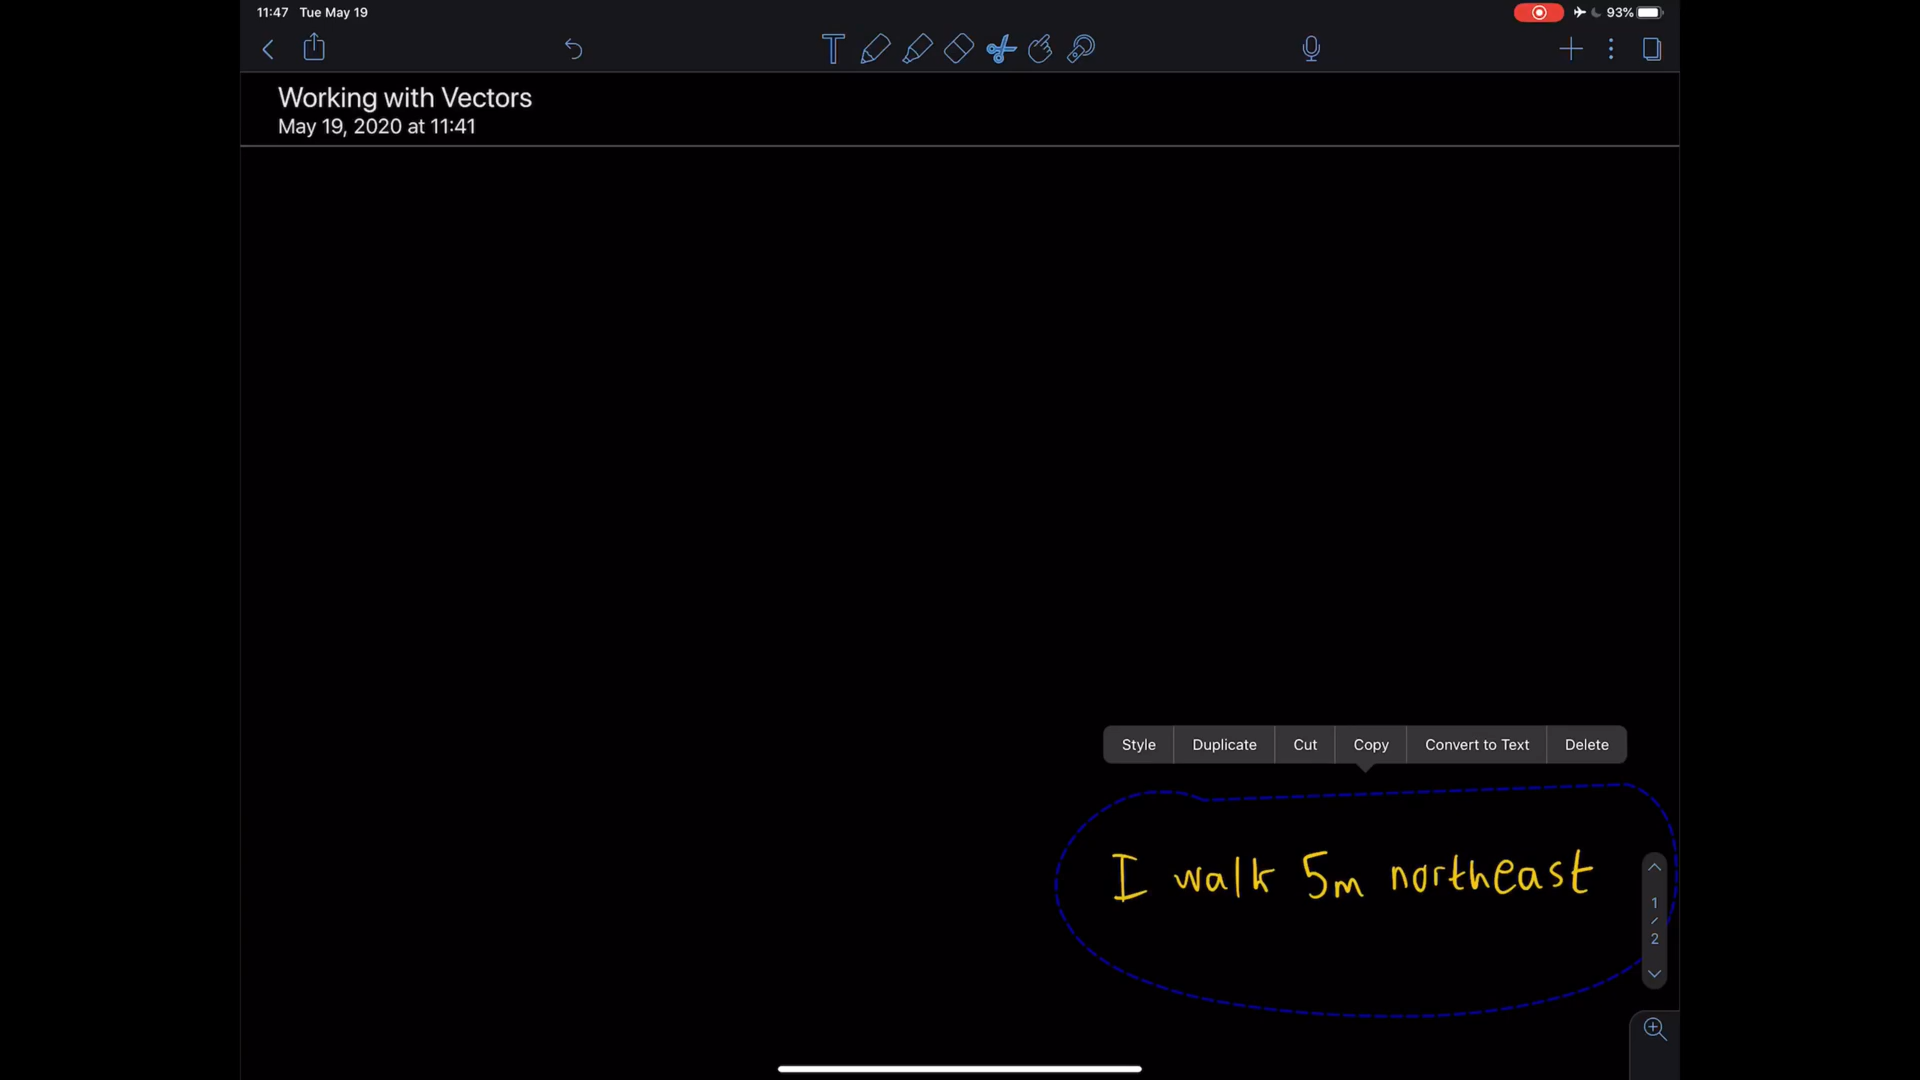 11:47 Tue May 19
93%
Working with Vectors
May 19, 2020 at 11:41
Style Duplicate Cut Copy Convert to Text Delete
I walk 5m northeast
1
/
2